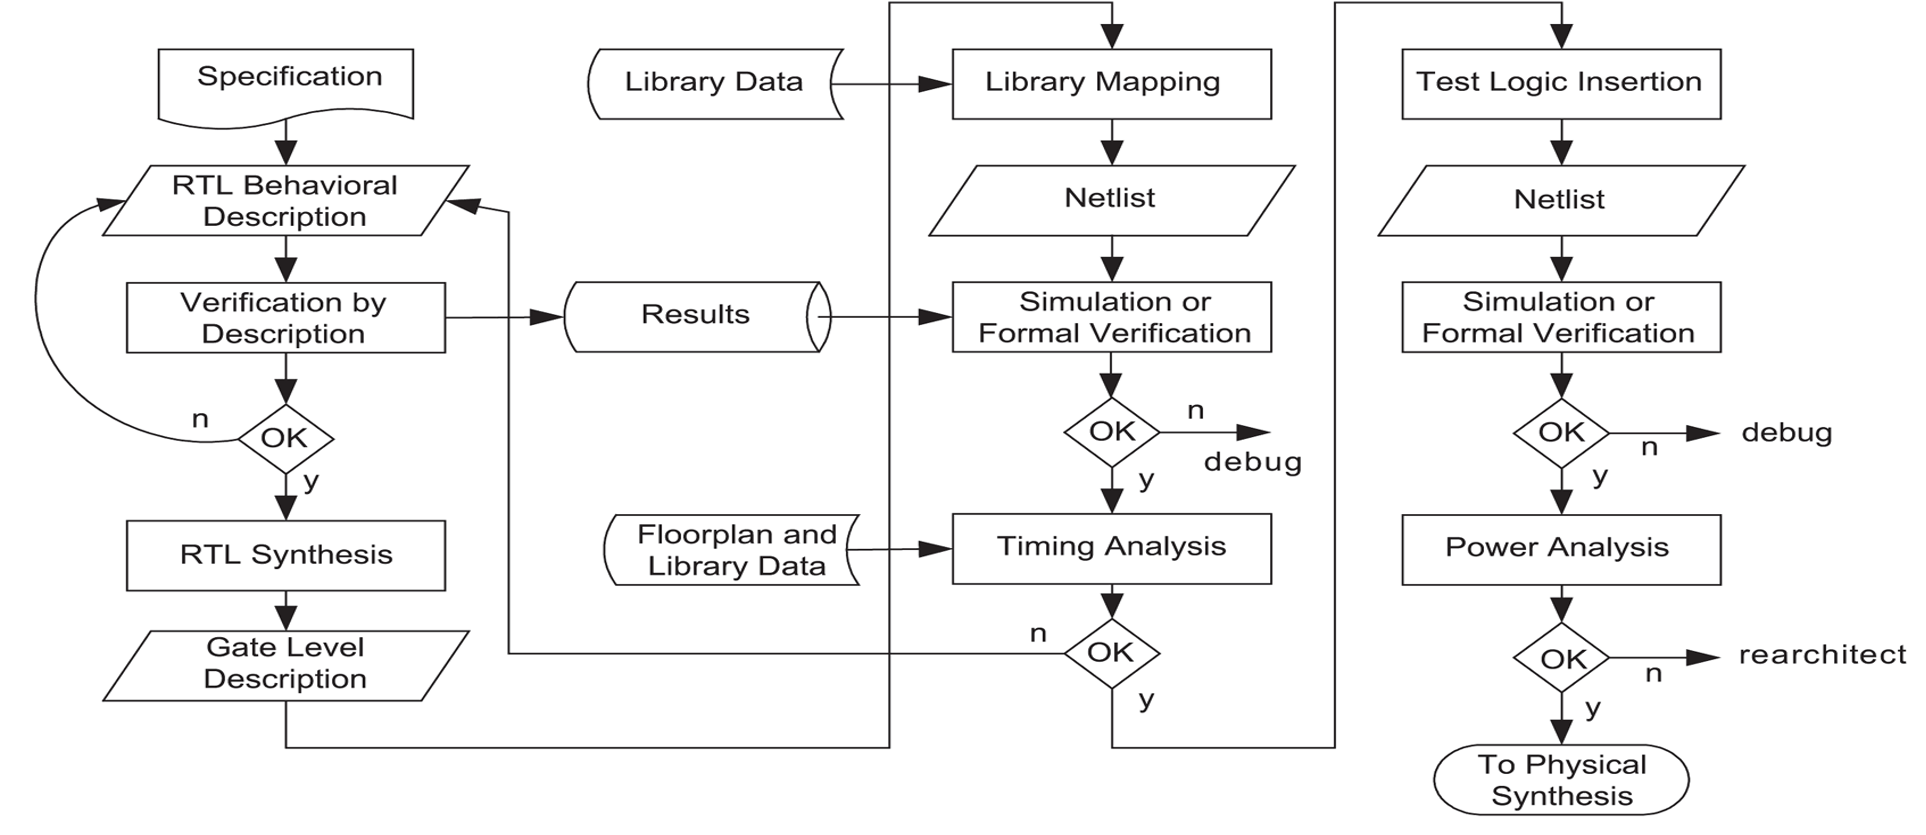 Specification
RTL Behavioral
Description
Verification by
Description
n
OK
y
RTL Synthesis
Gate Level
Description
Library Data
Results
Floorplan and
Library Data
Library Mapping
Netlist
Simulation or
Formal Verification
OK
n
debug
y
Timing Analysis
n
OK
y
Test Logic Insertion
Netlist
Simulation or
Formal Verification
OK
n
debug
y
Power Analysis
OK
n
rearchitect
y
To Physical
Synthesis